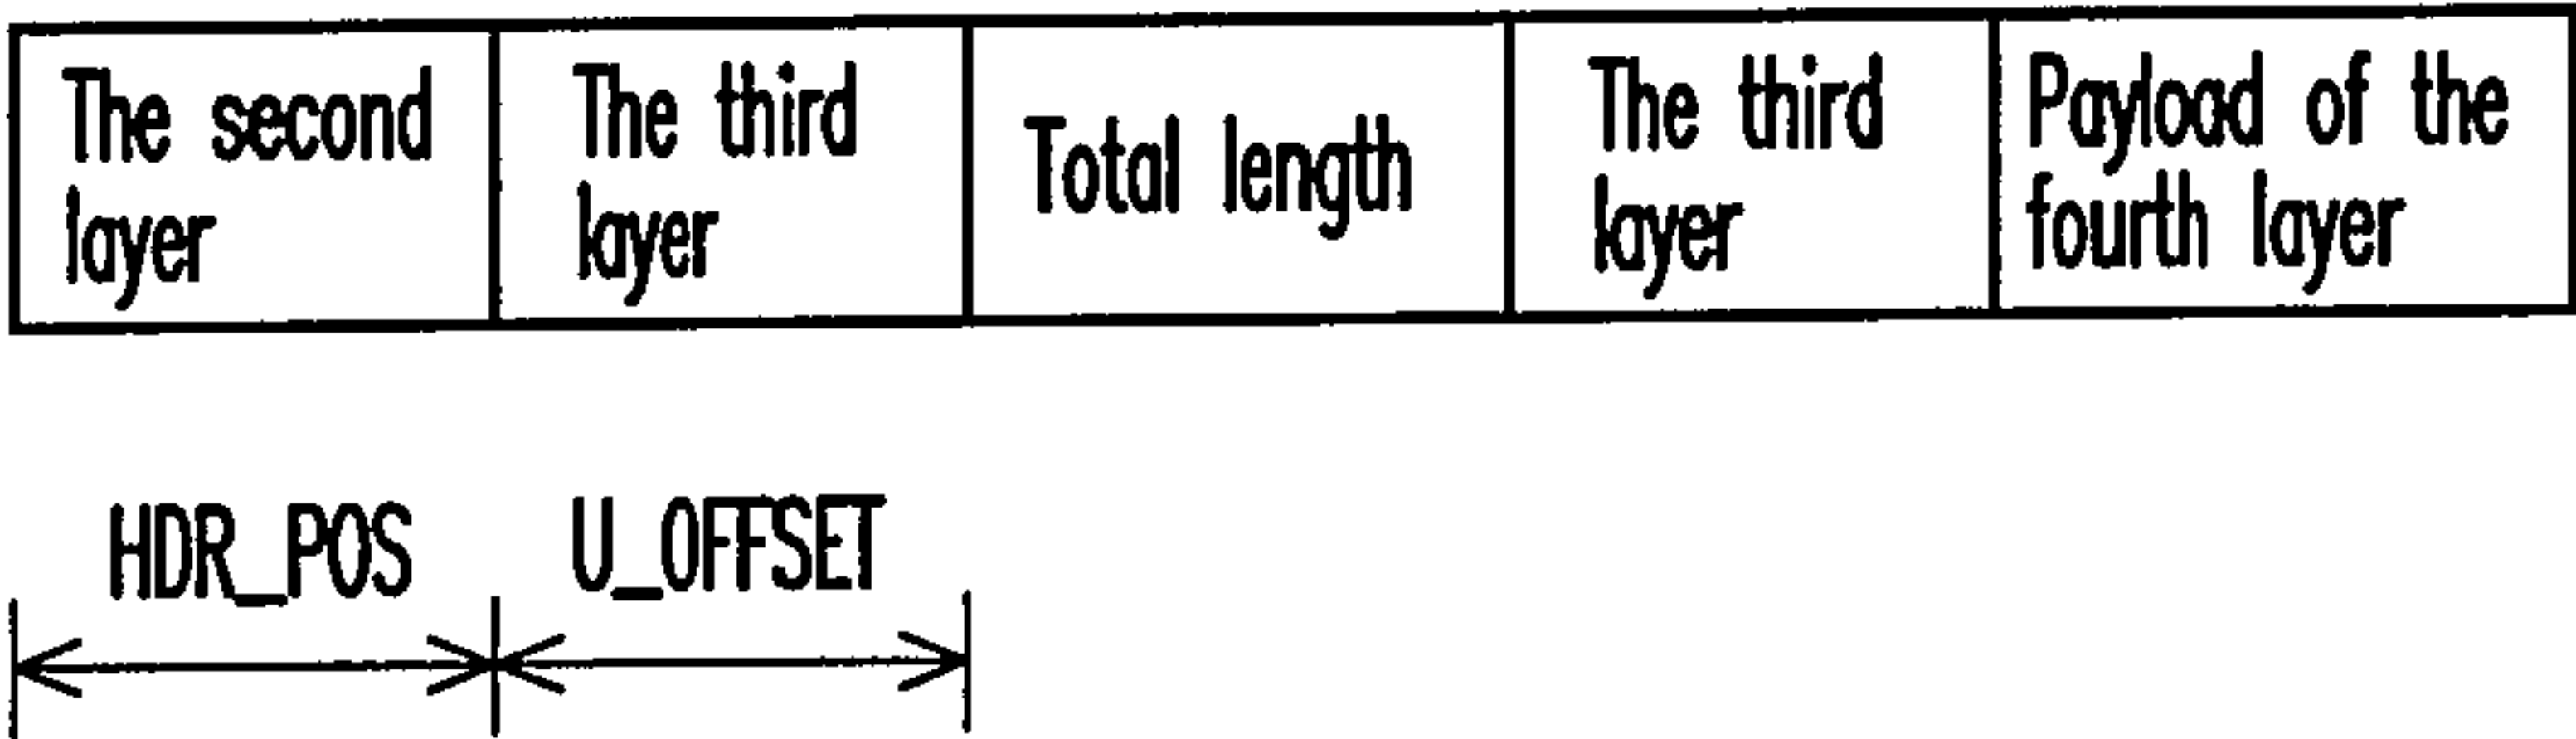 The second
layer
The third
layer
Total length
The third
layer
Payload of the
fourth layer
HDR_POS
U_OFFSET